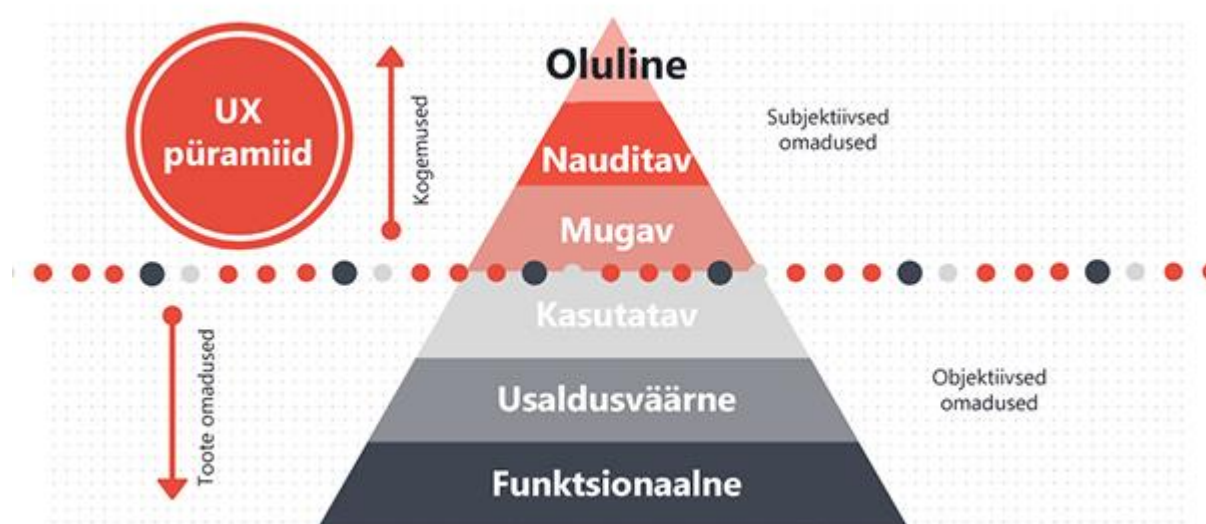 UX
püramiid
Kogemused
Oluline
Nauditav
Mugav
Subjektiivsed
omadused
Toote omadused
Kasutatav
Usaldusväärne
Funktsionaalne
Objektiivsed
omadused